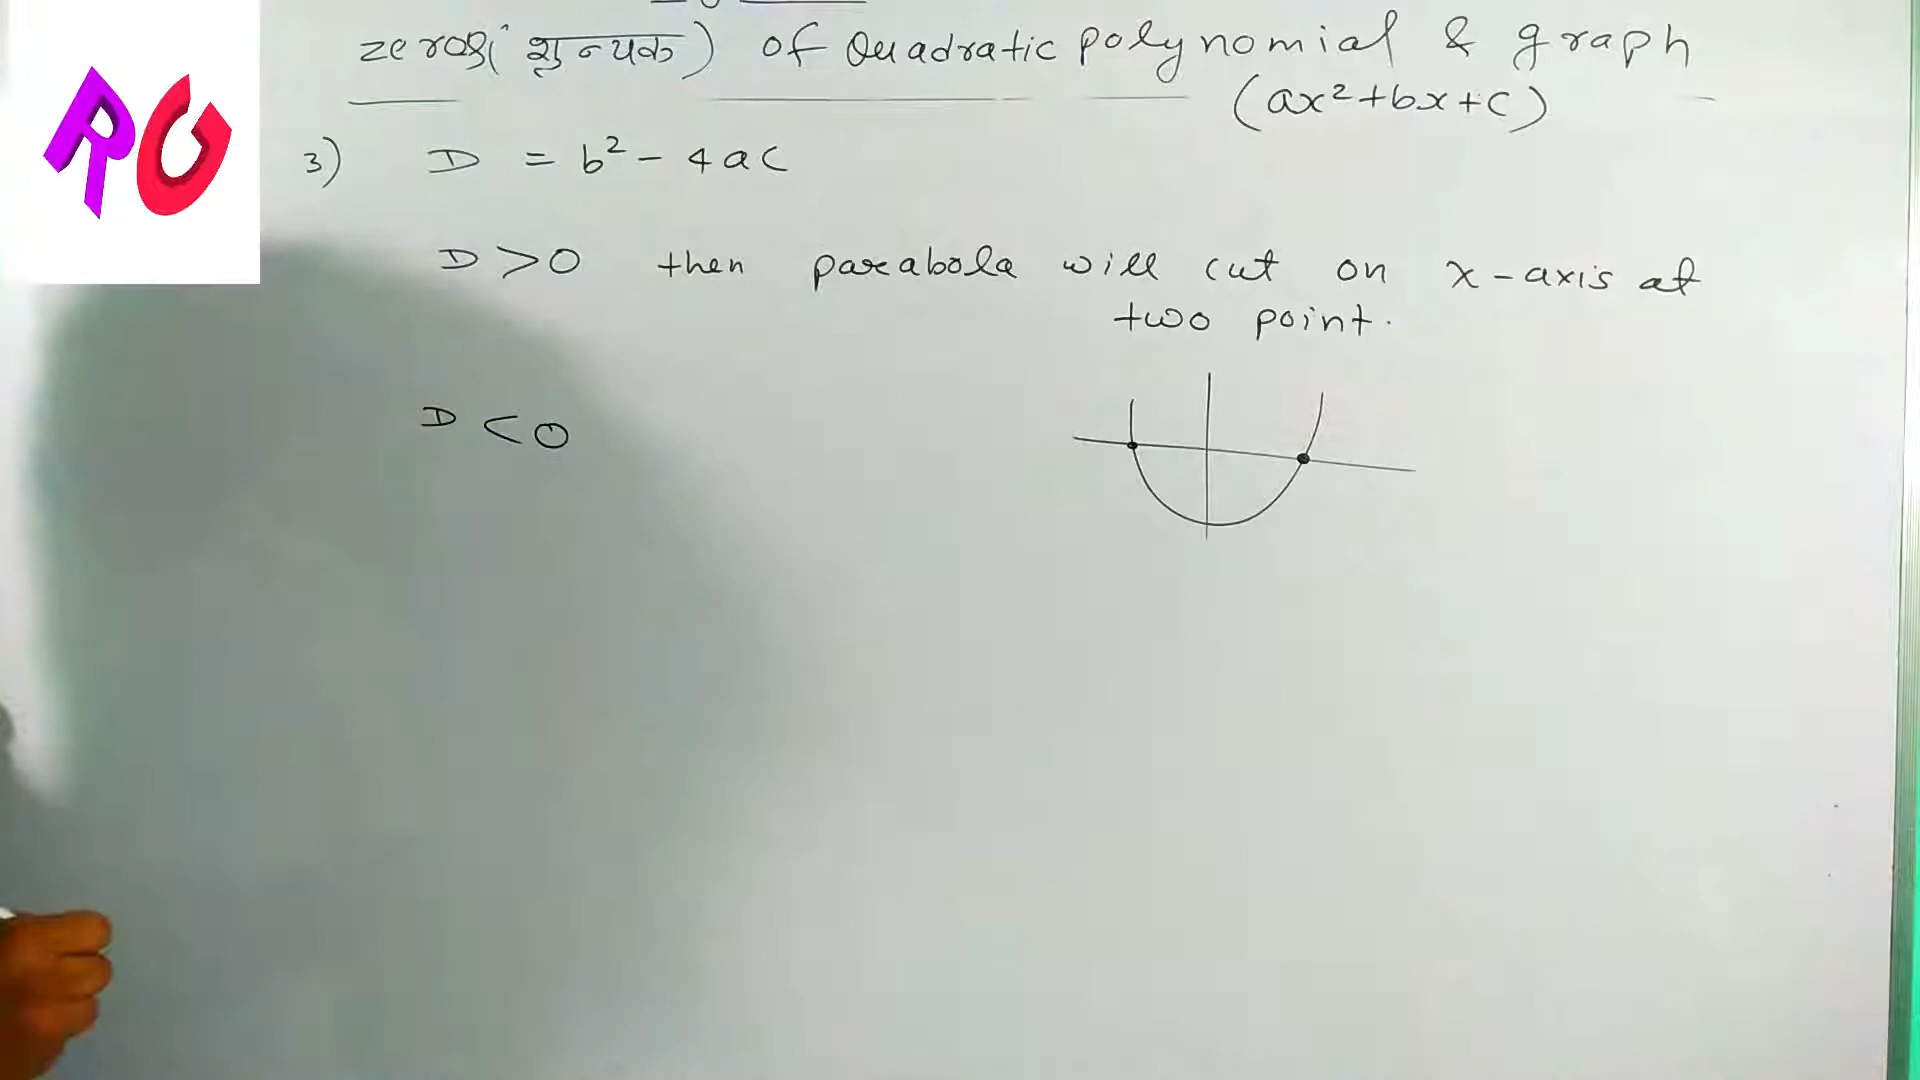 RG
zeros( शुन्यक) of Quadratic polynomial & graph
(ax²+bx+c)
3) D = b² - 4ac
D>0 then parabola will cut on x-axis at
two point.
D<0